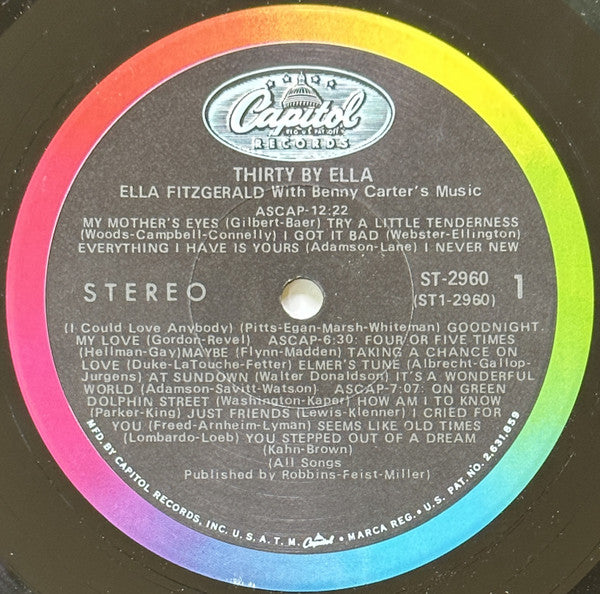 Capitol
REG. U.S. PAT. OFF.
RECORDS
THIRTY BY ELLA
ELLA FITZGERALD With Benny Carter's Music
ASCAP-12:22
MY MOTHER'S EYES (Gilbert-Baer) TRY A LITTLE TENDERNESS
(Woods-Campbell-Connelly) I GOT IT BAD (Webster-Ellington)
EVERYTHING I HAVE IS YOURS (Adamson-Lane) I NEVER NEW
STEREO
ST-2960
(ST1-2960)
1
(I Could Love Anybody) (Pitts-Egan-Marsh-Whiteman) GOODNIGHT
MY LOVE (Gordon-Revel) ASCAP-6:30: FOUR OR FIVE TIMES
(Hellman-Gay)MAYBE (Flynn-Madden) TAKING A CHANCE ON
LOVE (Duke-LaTouche-Fetter) ELMER'S TUNE (Albrecht-Gallop-
Jurgens) AT SUNDOWN (Walter Donaldson) IT'S A WONDERFUL
WORLD (Adamson-Savitt-Watson) ASCAP-7:07: ON GREEN
DOLPHIN STREET (Washington-Kaper) HOW AM I TO KNOW
(Parker-King) JUST FRIENDS (Lewis-Klenner) I CRIED FOR
YOU (Freed-Arnheim-Lyman) SEEMS LIKE OLD TIMES
(Lombardo-Loeb) YOU STEPPED OUT OF A DREAM
(Kahn-Brown)
(All Songs
Published by Robbins-Feist-Miller)
MFD. BY CAPITOL RECORDS, INC. U.S.A. T.M. Capitol • MARCA REG. • U.S. PAT. NO. 2,631,859